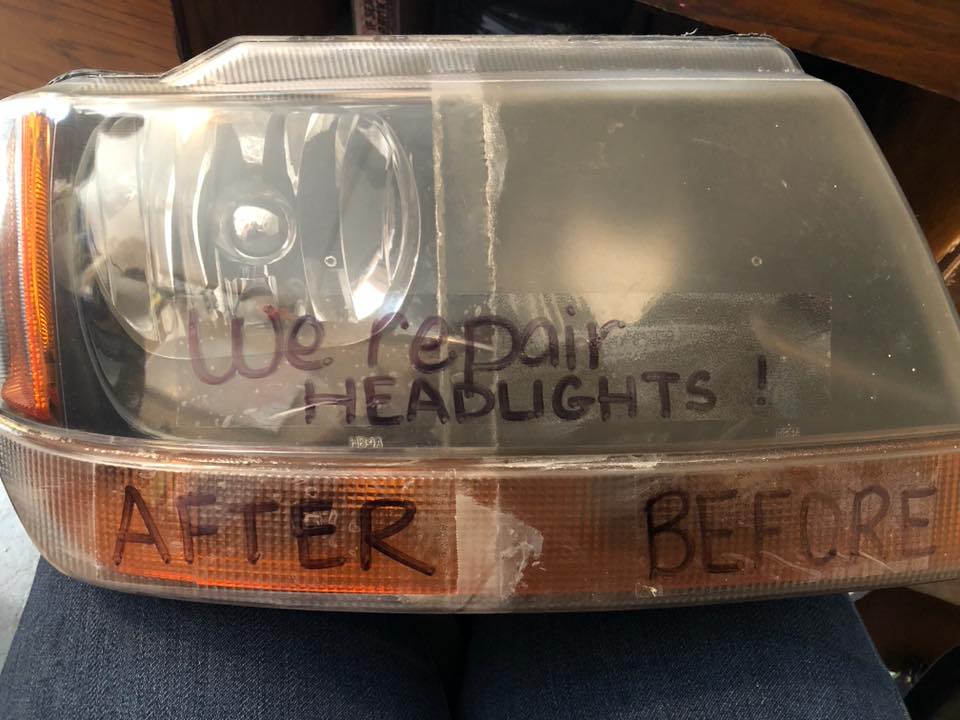 We repair
HEADLIGHTS !
AFTER BEFORE